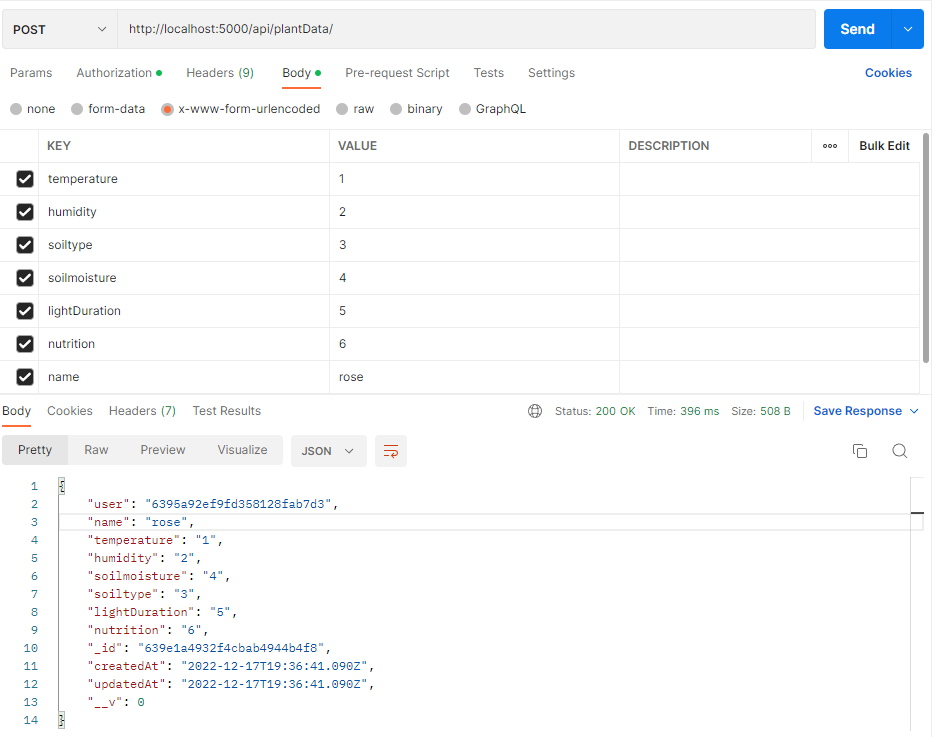 POST http://localhost:5000/api/plantData/ Send
Params Authorization Headers (9) Body Pre-request Script Tests Settings Cookies
none form-data x-www-form-urlencoded raw binary GraphQL
KEY VALUE DESCRIPTION Bulk Edit
temperature 1
humidity 2
soiltype 3
soilmoisture 4
lightDuration 5
nutrition 6
name rose
Body Cookies Headers (7) Test Results Status: 200 OK Time: 396 ms Size: 508 B Save Response
Pretty Raw Preview Visualize JSON
1 {
2 "user": "6395a92ef9fd358128fab7d3",
3 "name": "rose",
4 "temperature": "1",
5 "humidity": "2",
6 "soilmoisture": "4",
7 "soiltype": "3",
8 "lightDuration": "5",
9 "nutrition": "6",
10 "_id": "639e1a4932f4cbab4944b4f8",
11 "createdAt": "2022-12-17T19:36:41.090Z",
12 "updatedAt": "2022-12-17T19:36:41.090Z",
13 "__v": 0
14 }